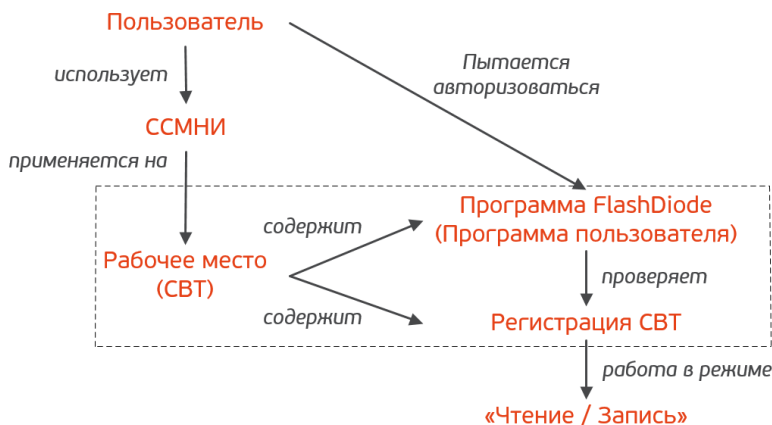 Пользователь
использует
Пытается
авторизоваться
ССМНИ
применяется на
Программа FlashDiode
(Программа пользователя)
содержит
Рабочее место
(СВТ)
проверяет
содержит
Регистрация СВТ
работа в режиме
«Чтение / Запись»